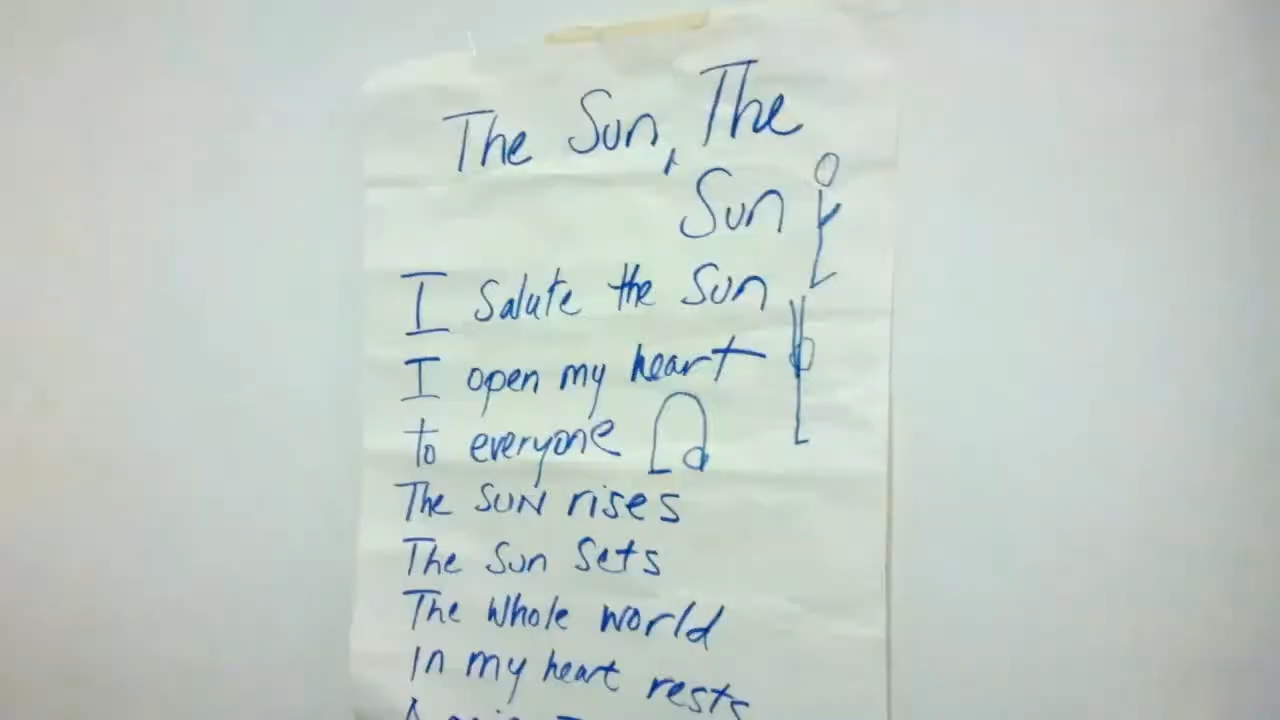 The Sun, The
Sun
I salute the Sun
I open my heart
to everyone
The SUN rises
The Sun Sets
The Whole world
In my heart rests